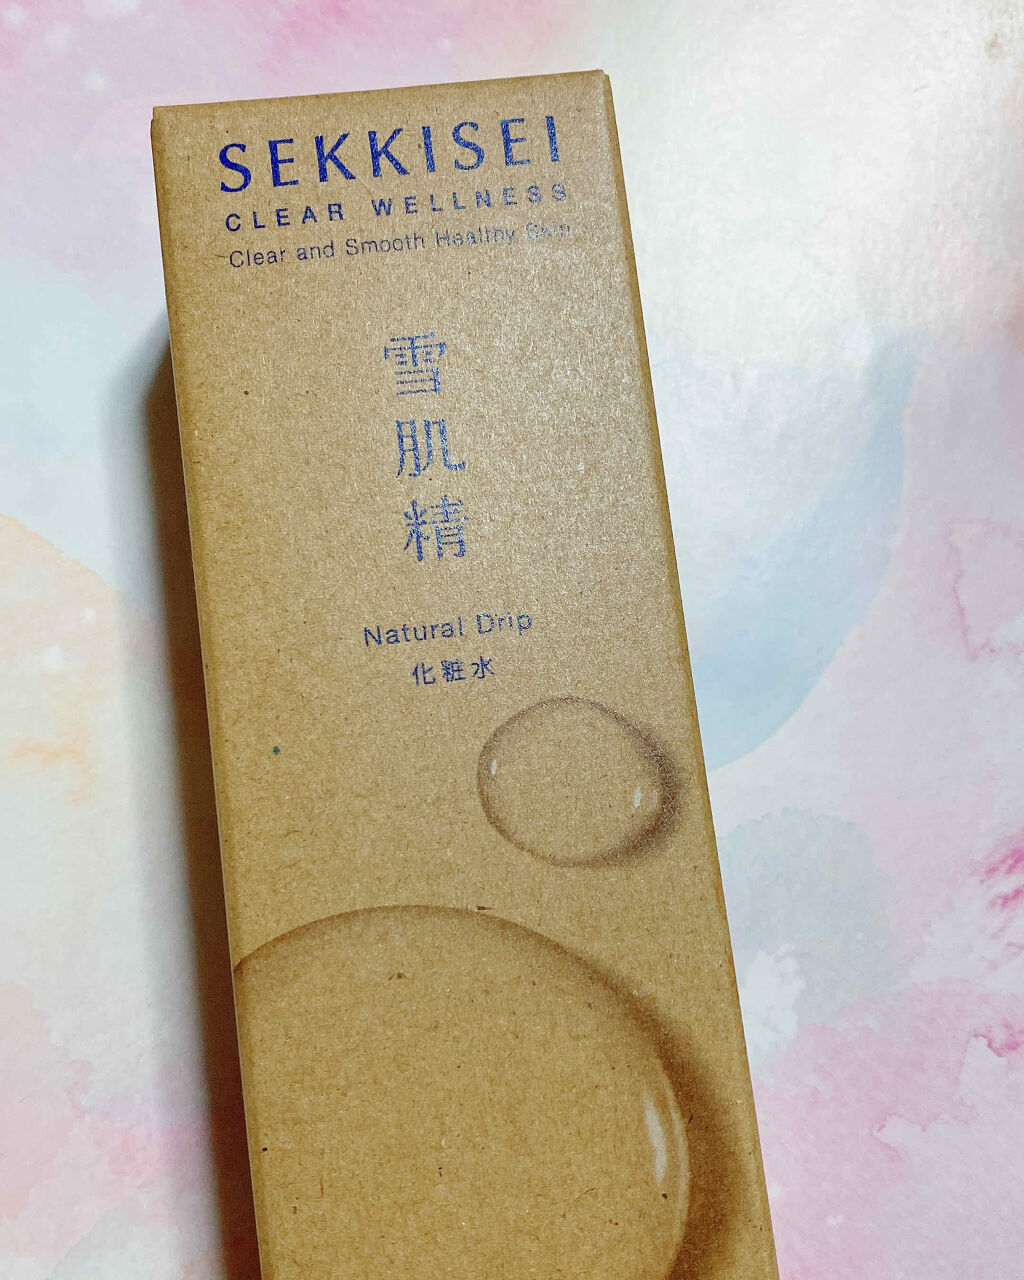 SEKKISEI
CLEAR WELLNESS
Clear and Smooth Healthy Skin
雪肌精
Natural Drip
化粧水